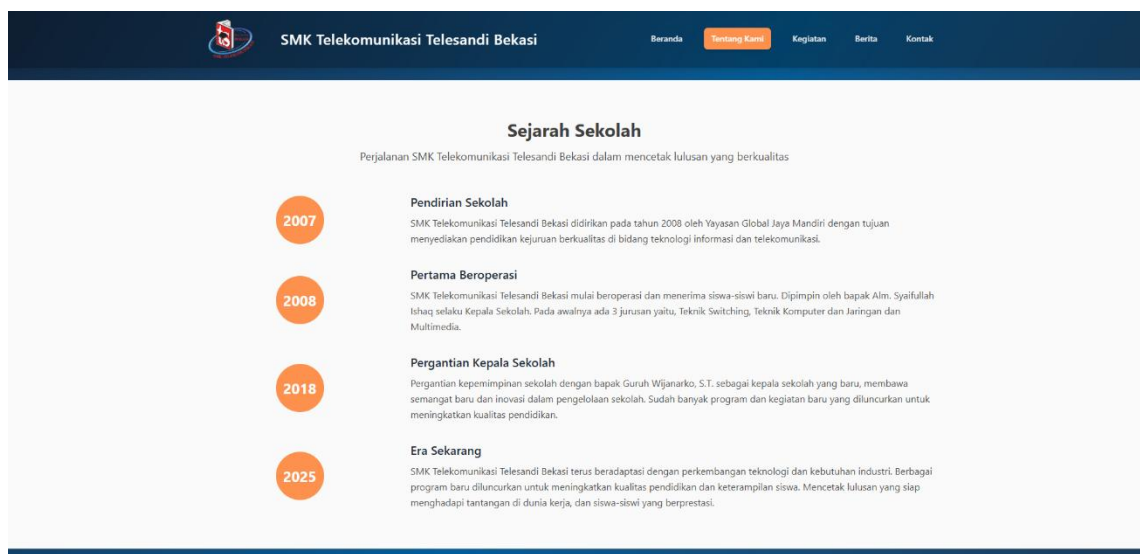 SMK Telekomunikasi Telesandi Bekasi
Beranda
Tentang Kami
Kegiatan
Berita
Kontak
Sejarah Sekolah
Perjalanan SMK Telekomunikasi Telesandi Bekasi dalam mencetak lulusan yang berkualitas
2007
Pendirian Sekolah
SMK Telekomunikasi Telesandi Bekasi didirikan pada tahun 2008 oleh Yayasan Global Jaya Mandiri dengan tujuan
menyediakan pendidikan kejuruan berkualitas di bidang teknologi informasi dan telekomunikasi.
2008
Pertama Beroperasi
SMK Telekomunikasi Telesandi Bekasi mulai beroperasi dan menerima siswa-siswi baru. Dipimpin oleh bapak Alm. Syaifullah
Ishaq selaku Kepala Sekolah. Pada awalnya ada 3 jurusan yaitu, Teknik Switching, Teknik Komputer dan Jaringan dan
Multimedia.
2018
Pergantian Kepala Sekolah
Pergantian kepemimpinan sekolah dengan bapak Guruh Wijanarko, S.T. sebagai kepala sekolah yang baru, membawa
semangat baru dan inovasi dalam pengelolaan sekolah. Sudah banyak program dan kegiatan baru yang diluncurkan untuk
meningkatkan kualitas pendidikan.
2025
Era Sekarang
SMK Telekomunikasi Telesandi Bekasi terus beradaptasi dengan perkembangan teknologi dan kebutuhan industri. Berbagai
program baru diluncurkan untuk meningkatkan kualitas pendidikan dan keterampilan siswa. Mencetak lulusan yang siap
menghadapi tantangan di dunia kerja, dan siswa-siswi yang berprestasi.